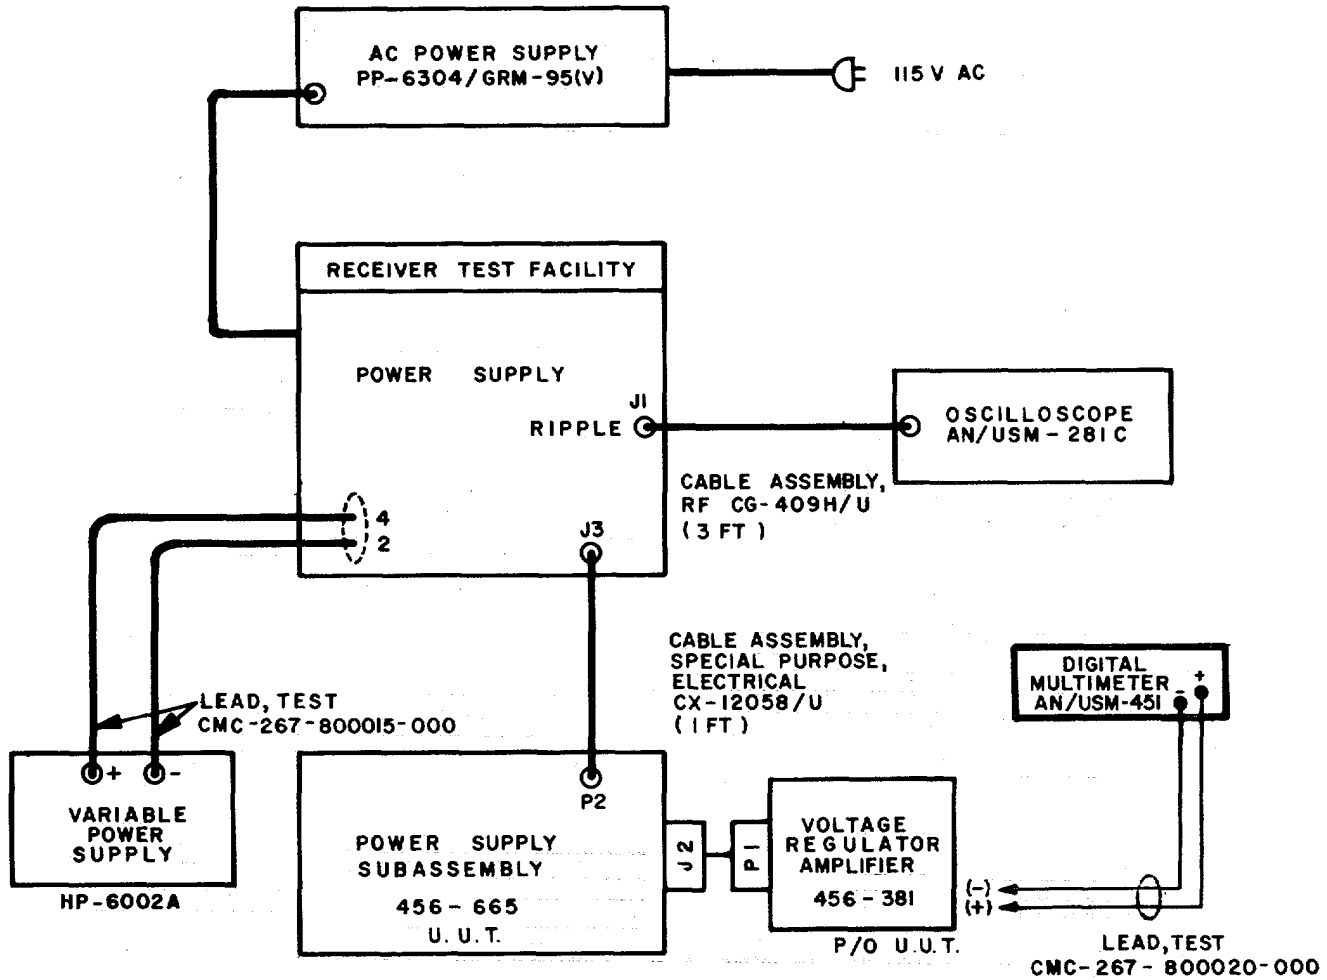 AC POWER SUPPLY
PP-6304/GRM-95(V)
115 V AC
RECEIVER TEST FACILITY
POWER SUPPLY
J1
RIPPLE
OSCILLOSCOPE
AN/USM-281C
CABLE ASSEMBLY,
RF CG-409H/U
(3 FT)
4
2
J3
CABLE ASSEMBLY,
SPECIAL PURPOSE,
ELECTRICAL
CX-12058/U
(1 FT)
DIGITAL
MULTIMETER
AN/USM-451
- +
LEAD, TEST
CMC-267-800015-000
+ -
VARIABLE
POWER
SUPPLY
HP-6002A
P2
POWER SUPPLY
SUBASSEMBLY
456-665
U.U.T.
J2
P1
VOLTAGE
REGULATOR
AMPLIFIER
456-381
P/O U.U.T.
(-)
(+)
LEAD, TEST
CMC-267-800020-000